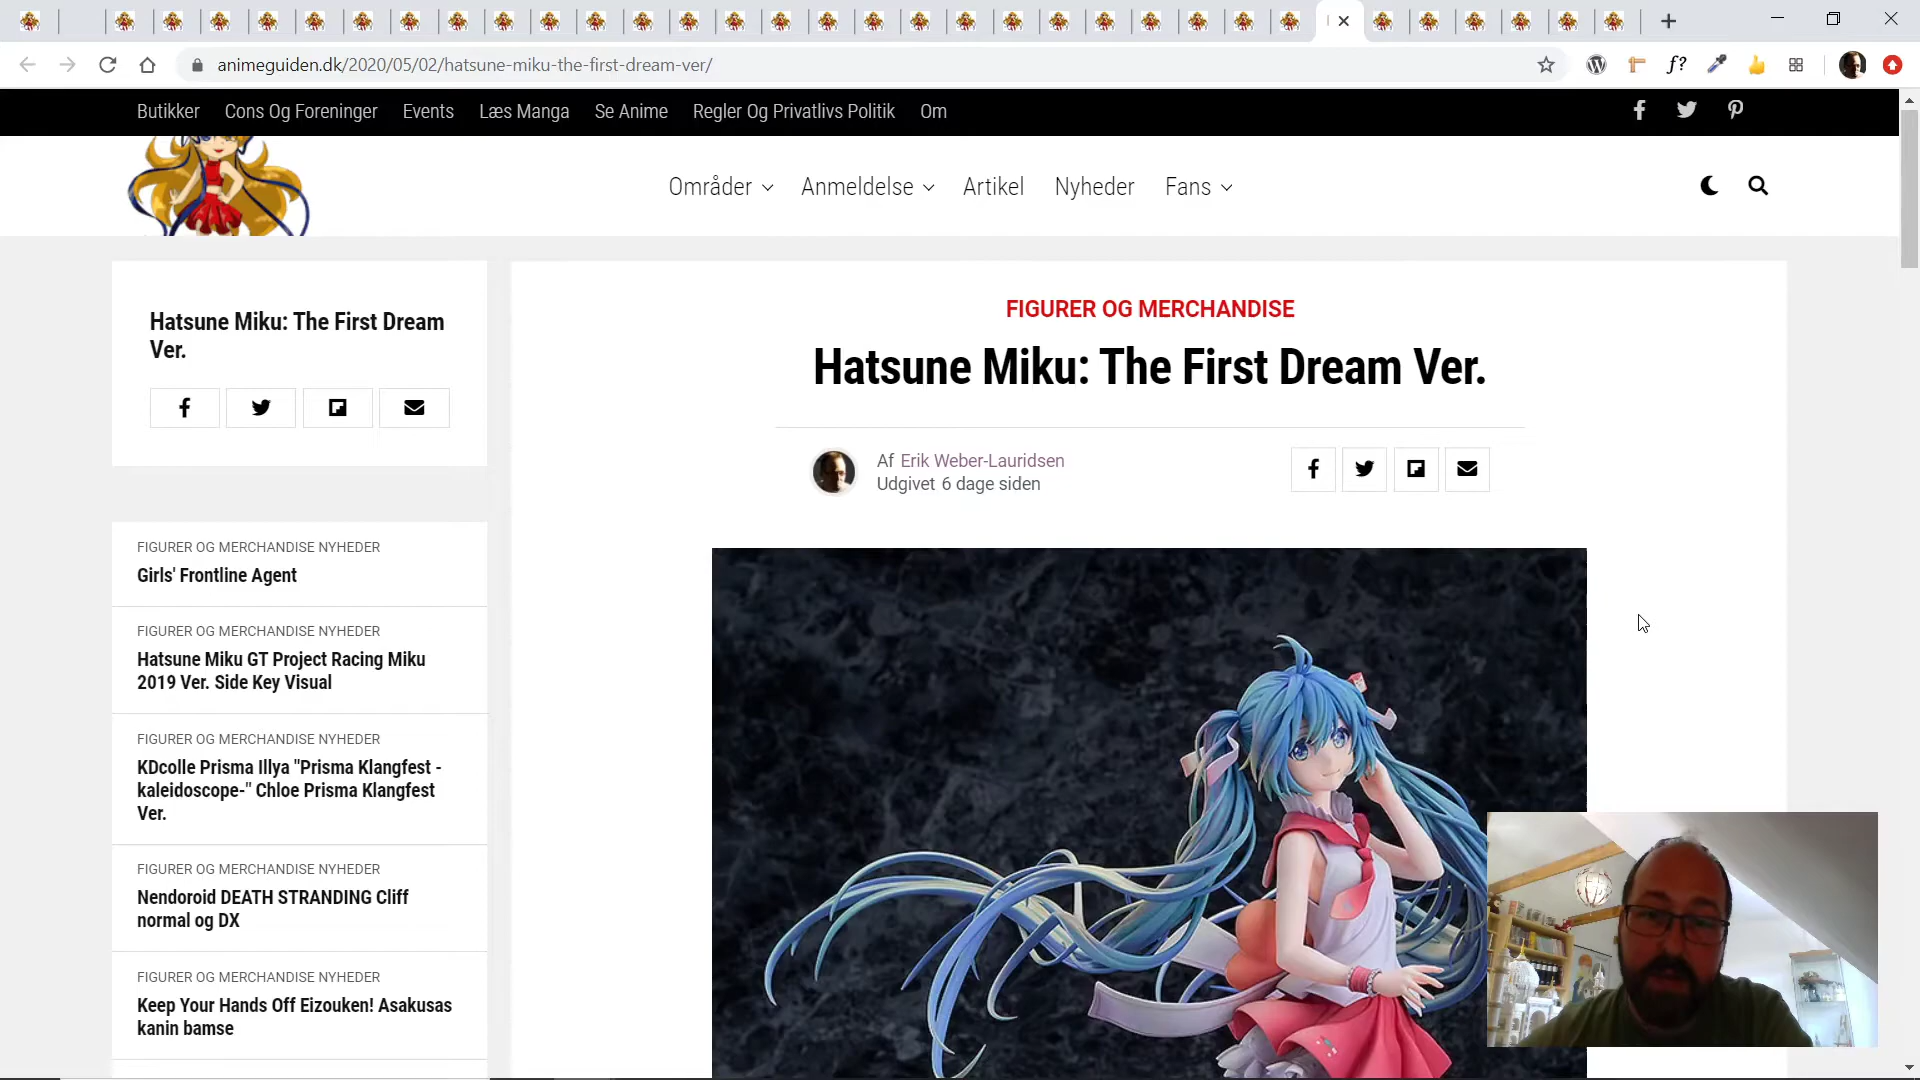 animeguiden.dk/2020/05/02/hatsune-miku-the-first-dream-ver/
f?
Butikker Cons Og Foreninger Events Læs Manga Se Anime Regler Og Privatlivs Politik Om
Områder Anmeldelse Artikel Nyheder Fans
Hatsune Miku: The First Dream
Ver.
FIGURER OG MERCHANDISE
Hatsune Miku: The First Dream Ver.
Af Erik Weber-Lauridsen
Udgivet 6 dage siden
FIGURER OG MERCHANDISE NYHEDER
Girls' Frontline Agent
FIGURER OG MERCHANDISE NYHEDER
Hatsune Miku GT Project Racing Miku
2019 Ver. Side Key Visual
FIGURER OG MERCHANDISE NYHEDER
KDcolle Prisma Illya "Prisma Klangfest -
kaleidoscope-" Chloe Prisma Klangfest
Ver.
FIGURER OG MERCHANDISE NYHEDER
Nendoroid DEATH STRANDING Cliff
normal og DX
FIGURER OG MERCHANDISE NYHEDER
Keep Your Hands Off Eizouken! Asakusas
kanin bamse